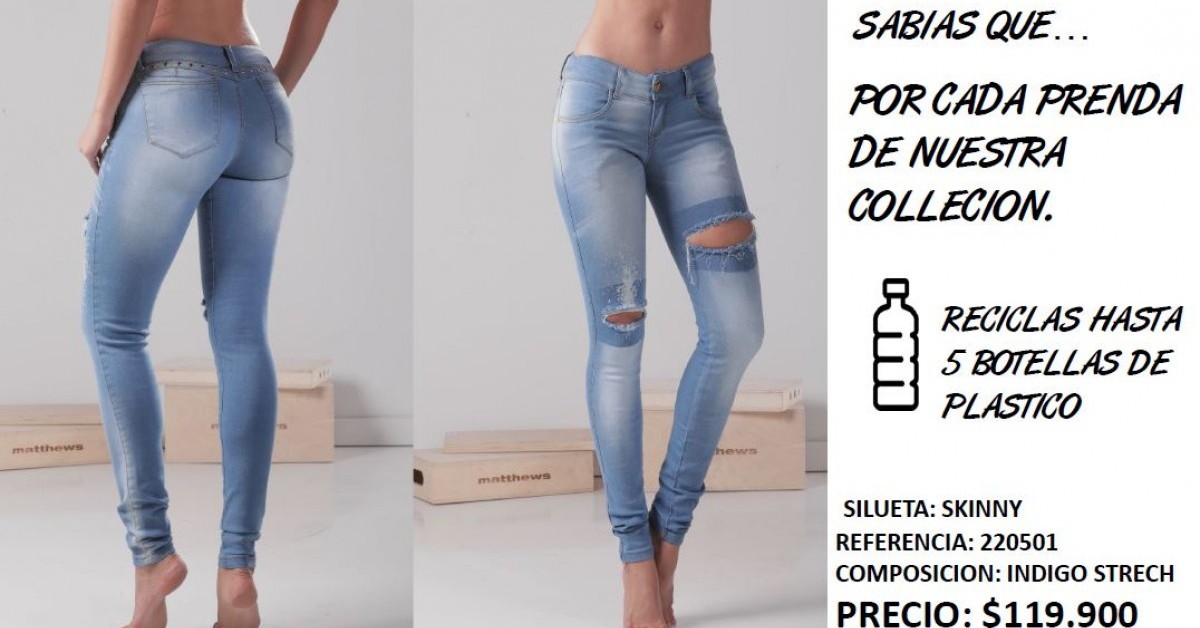 SABIAS QUE...
POR CADA PRENDA
DE NUESTRA
COLLECION.
RECICLAS HASTA
5 BOTELLAS DE
PLASTICO
SILUETA: SKINNY
REFERENCIA: 220501
COMPOSICION: INDIGO STRECH
PRECIO: $119.900
matthews
matthews
thews